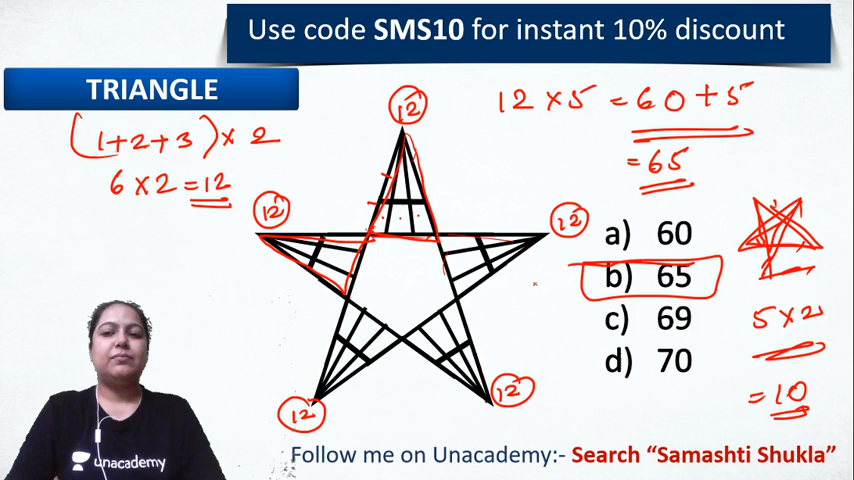 Use code SMS10 for instant 10% discount
TRIANGLE
(1+2+3)×2
6×2=12
12
12
12
12
12
12×5=60+5
=65
a) 60
b) 65
c) 69
d) 70
5×2
=10
unacademy
Follow me on Unacademy:- Search “Samashti Shukla”